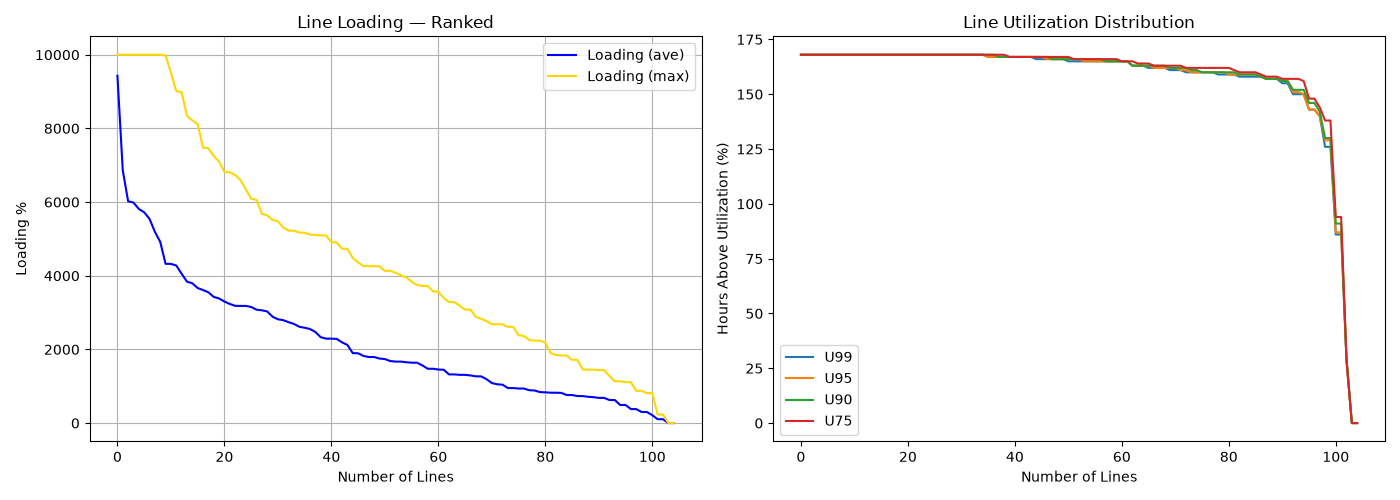 Line Loading — Ranked
10000
8000
6000
4000
2000
0
Loading %
0 20 40 60 80 100
Number of Lines
Loading (ave)
Loading (max)
Line Utilization Distribution
175
150
125
100
75
50
25
0
Hours Above Utilization (%)
0 20 40 60 80 100
Number of Lines
U99
U95
U90
U75